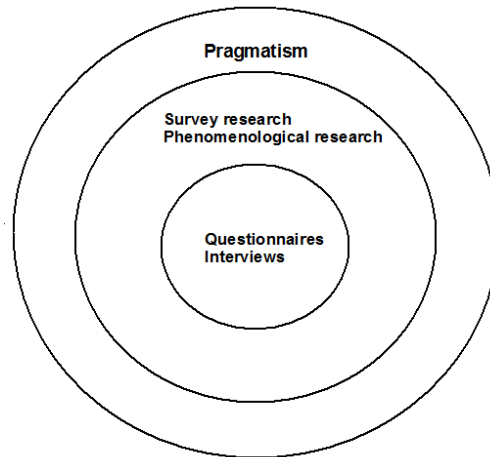 Pragmatism
Survey research
Phenomenological research
Questionnaires
Interviews